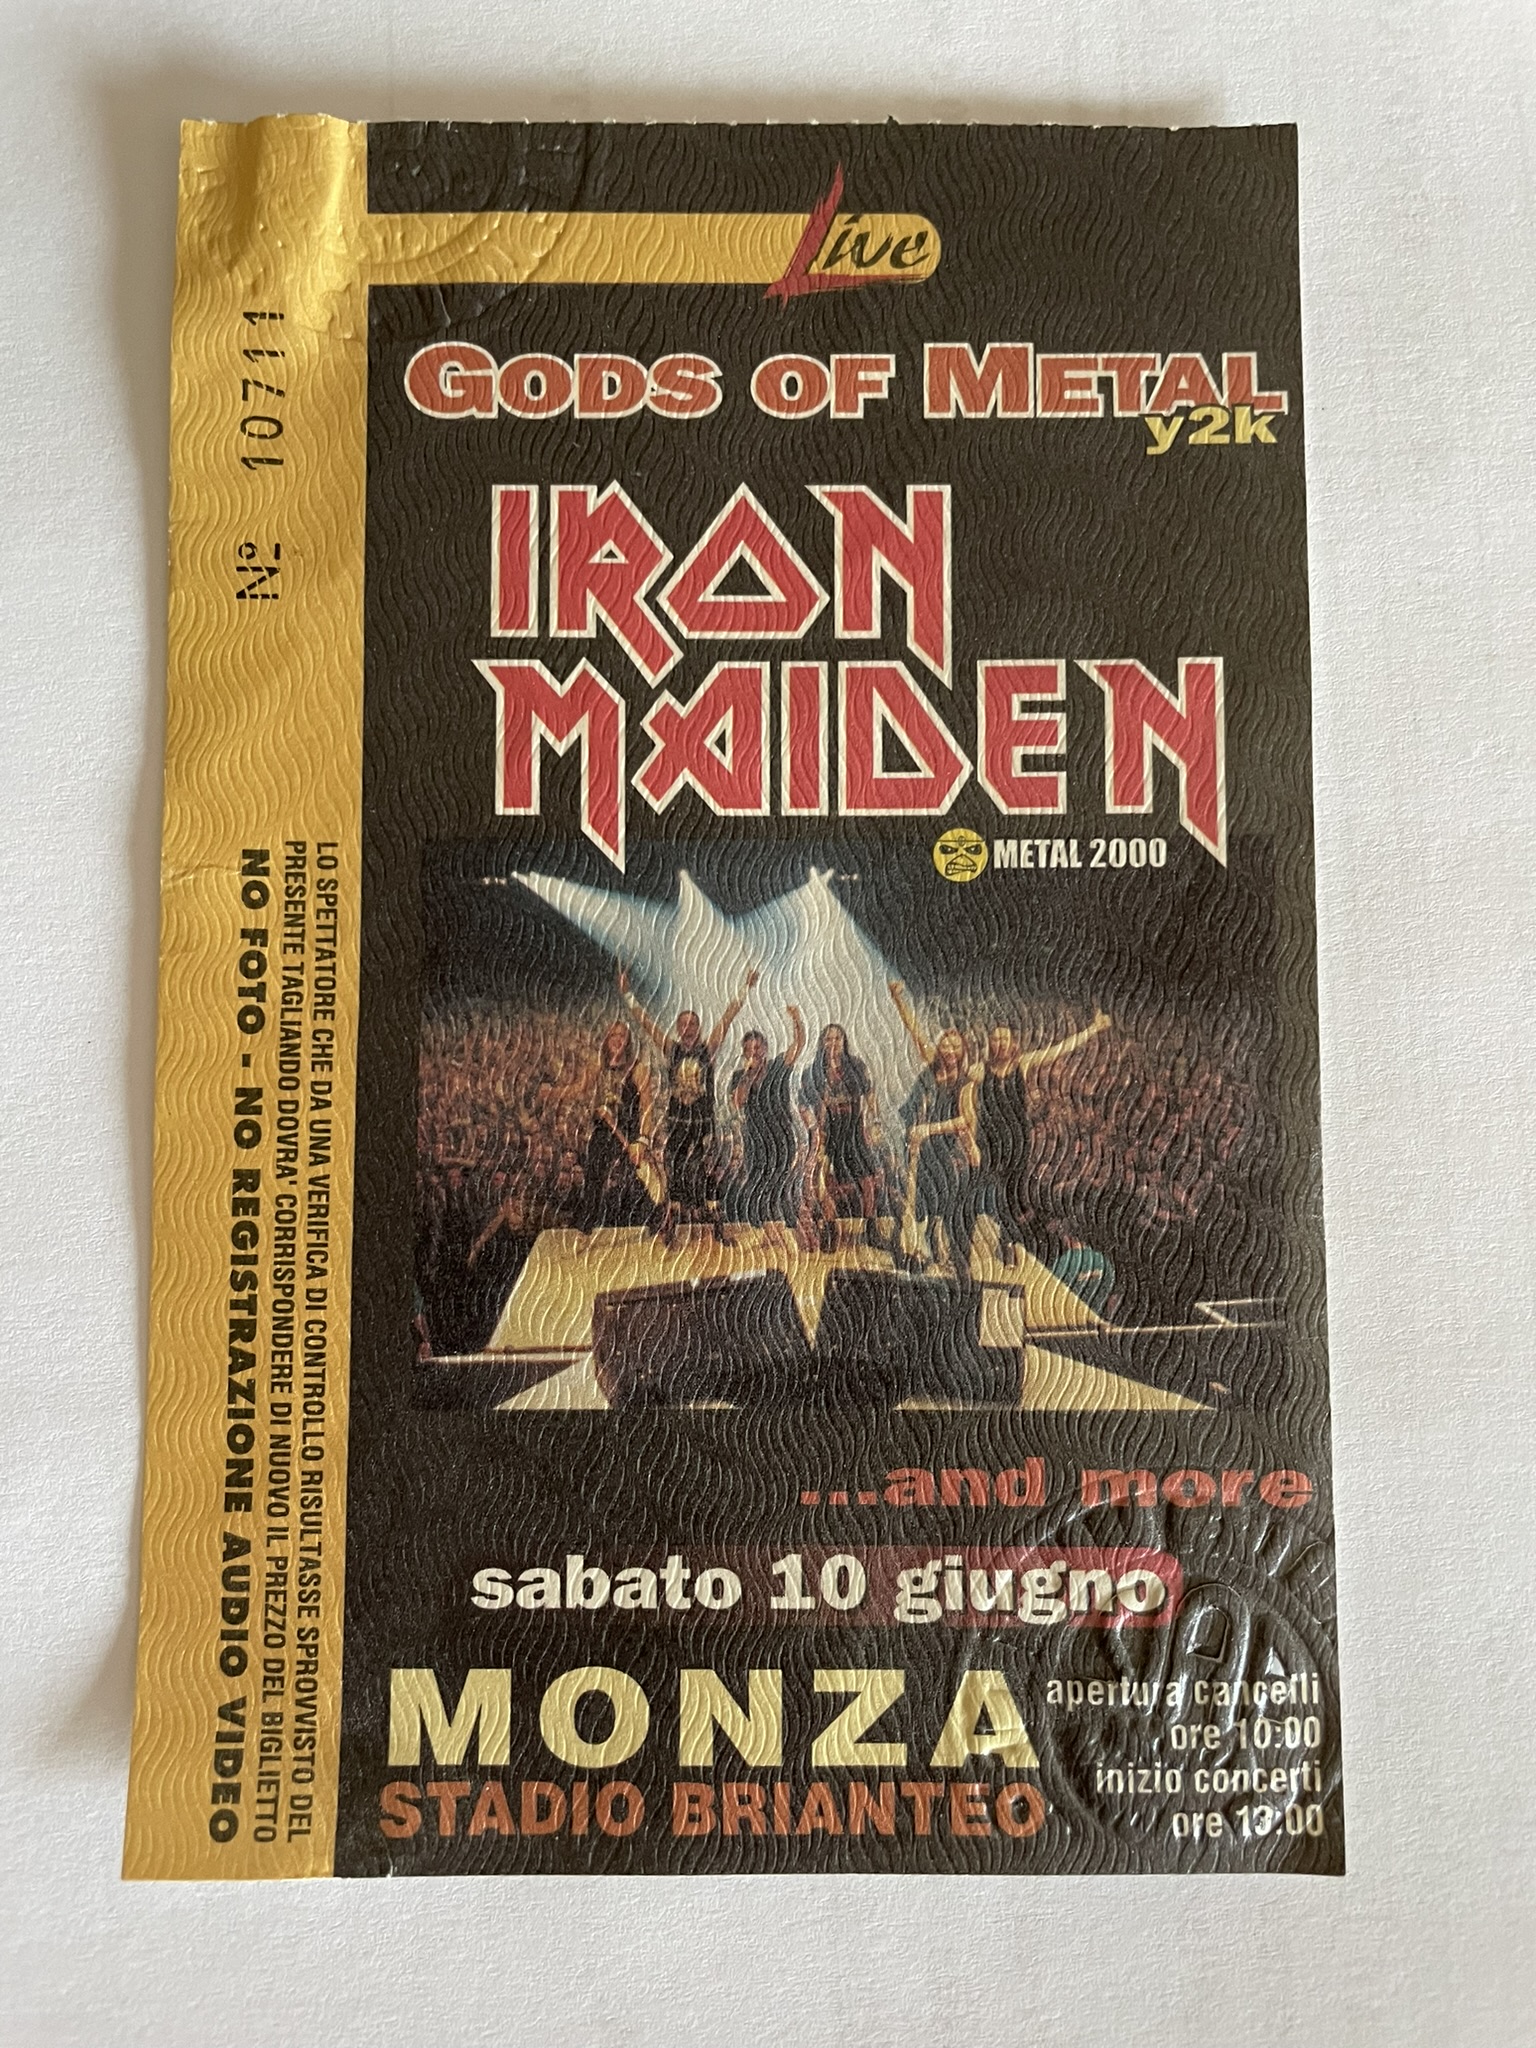 Live
GODS OF METAL
y2k
IRON
MAIDEN
METAL 2000
...and more
sabato 10 giugno
MONZA
STADIO BRIANTEO
apertura cancelli
ore 10:00
inizio concerti
ore 13:00
Nº 10711
LO SPETTATORE CHE DA UNA VERIFICA DI CONTROLLO RISULTASSE SPROVVISTO DEL
PRESENTE TAGLIANDO DOVRA' CORRISPONDERE DI NUOVO IL PREZZO DEL BIGLIETTO
NO FOTO - NO REGISTRAZIONE AUDIO VIDEO